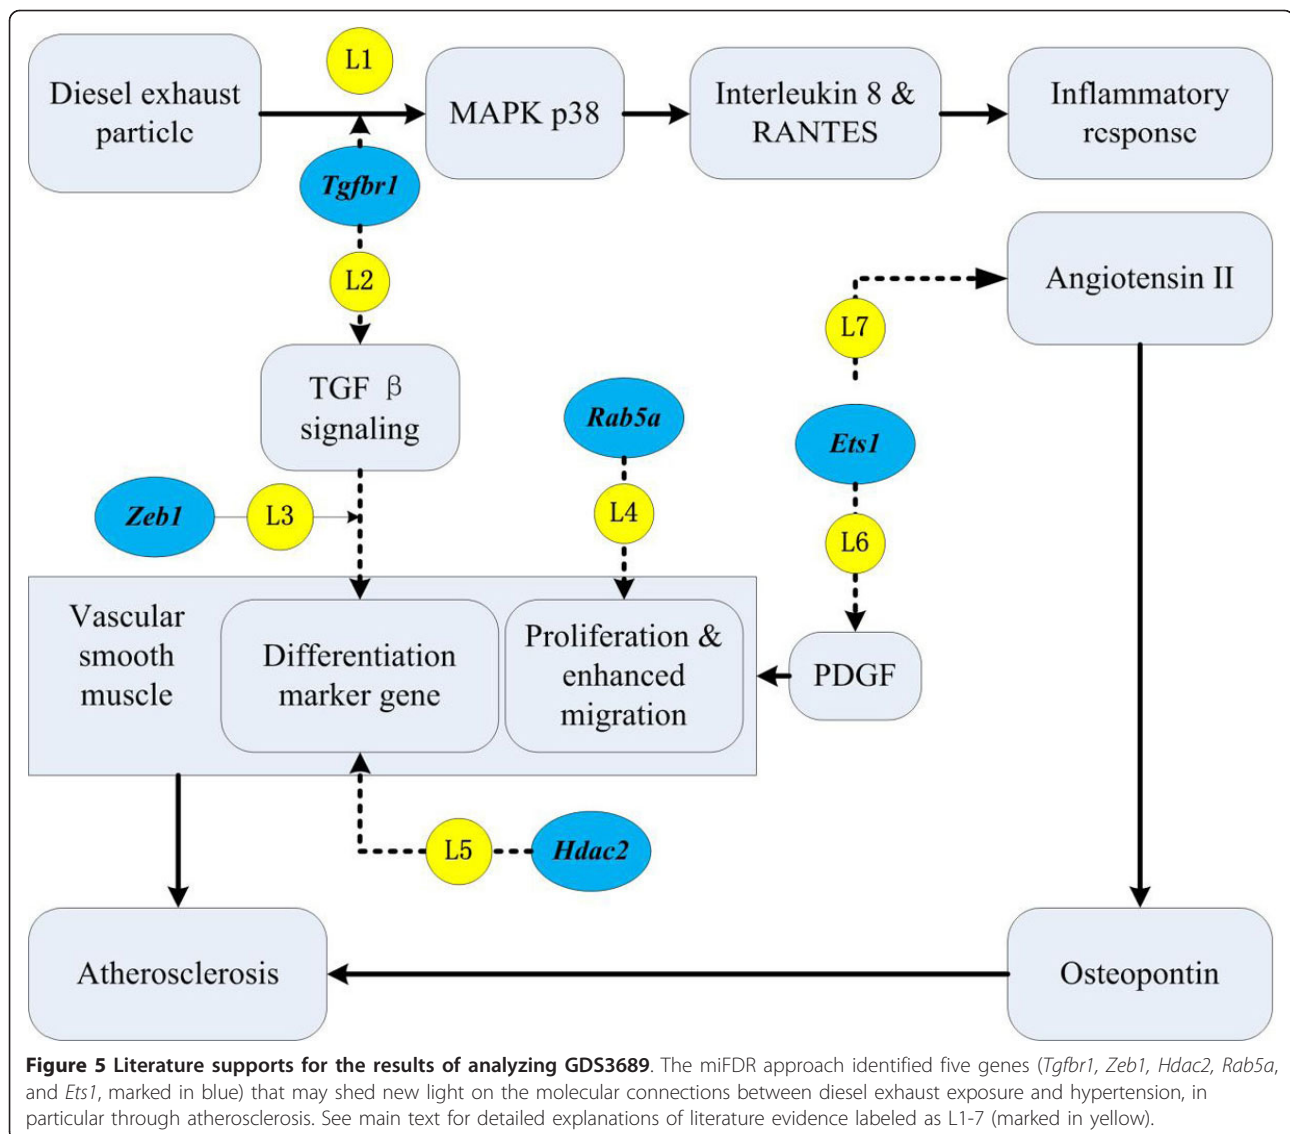 L1
Diesel exhaust
particle
MAPK p38
Interleukin 8 &
RANTES
Inflammatory
response
Tgfbr1
L2
Angiotensin II
L7
TGF β
signaling
Rab5a
Ets1
Zeb1
L3
L4
L6
Vascular
smooth
muscle
Differentiation
marker gene
Proliferation &
enhanced
migration
PDGF
L5
Hdac2
Atherosclerosis
Osteopontin
Figure 5 Literature supports for the results of analyzing GDS3689. The miFDR approach identified five genes (Tgfbr1, Zeb1, Hdac2, Rab5a,
and Ets1, marked in blue) that may shed new light on the molecular connections between diesel exhaust exposure and hypertension, in
particular through atherosclerosis. See main text for detailed explanations of literature evidence labeled as L1-7 (marked in yellow).